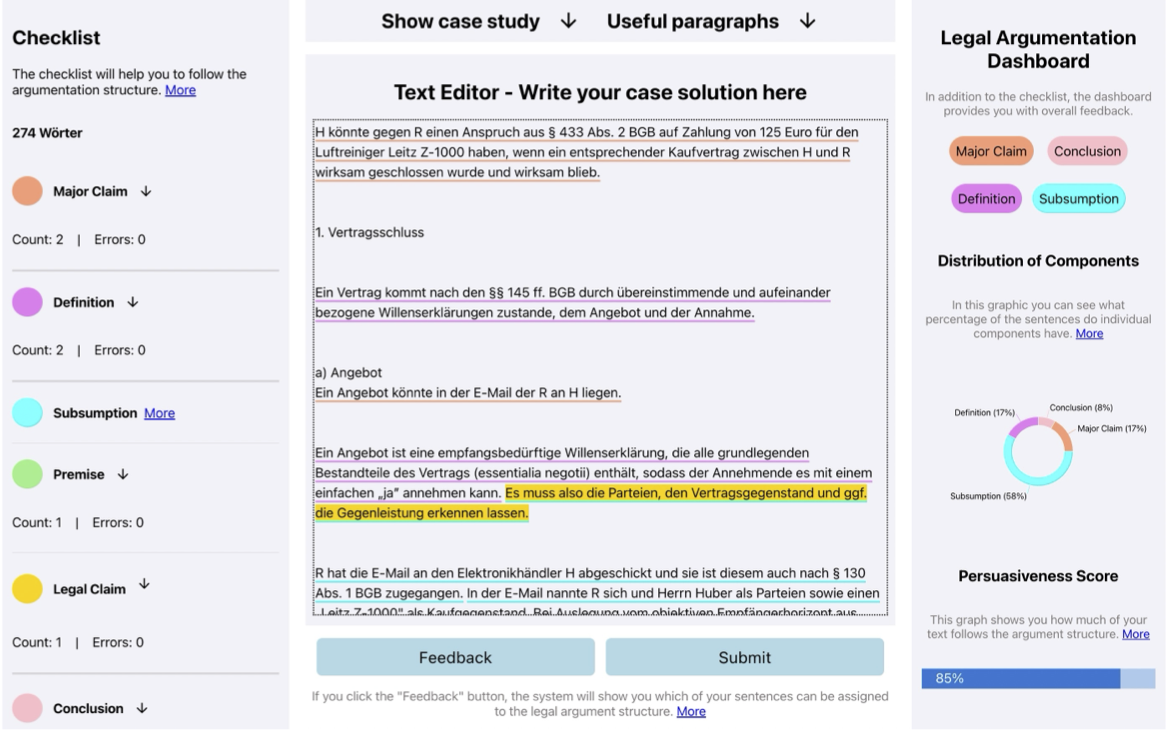 Checklist
The checklist will help you to follow the
argumentation structure. More
274 Wörter
Major Claim ↓
Count: 2 | Errors: 0
Definition ↓
Count: 2 | Errors: 0
Subsumption More
Premise ↓
Count: 1 | Errors: 0
Legal Claim ↓
Count: 1 | Errors: 0
Conclusion ↓
Show case study ↓ Useful paragraphs ↓
Text Editor - Write your case solution here
H könnte gegen R einen Anspruch aus § 433 Abs. 2 BGB auf Zahlung von 125 Euro für den
Luftreiniger Leitz Z-1000 haben, wenn ein entsprechender Kaufvertrag zwischen H und R
wirksam geschlossen wurde und wirksam blieb.
1. Vertragsschluss
Ein Vertrag kommt nach den §§ 145 ff. BGB durch übereinstimmende und aufeinander
bezogene Willenserklärungen zustande, dem Angebot und der Annahme.
a) Angebot
Ein Angebot könnte in der E-Mail der R an H liegen.
Ein Angebot ist eine empfangsbedürftige Willenserklärung, die alle grundlegenden
Bestandteile des Vertrags (essentialia negotii) enthält, sodass der Annehmende es mit einem
einfachen „ja" annehmen kann. Es muss also die Parteien, den Vertragsgegenstand und ggf.
die Gegenleistung erkennen lassen.
R hat die E-Mail an den Elektronikhändler H abgeschickt und sie ist diesem auch nach § 130
Abs. 1 BGB zugegangen. In der E-Mail nannte R sich und Herrn Huber als Parteien sowie einen
„Leitz Z-1000" als Kaufgegenstand. Bei Auslegung vom objektiven Empfängerhorizont aus
Feedback
Submit
If you click the "Feedback" button, the system will show you which of your sentences can be assigned
to the legal argument structure. More
Legal Argumentation
Dashboard
In addition to the checklist, the dashboard
provides you with overall feedback.
Major Claim Conclusion
Definition Subsumption
Distribution of Components
In this graphic you can see what
percentage of the sentences do individual
components have. More
Conclusion (8%)
Definition (17%)
Major Claim (17%)
Subsumption (58%)
Persuasiveness Score
This graph shows you how much of your
text follows the argument structure. More
85%